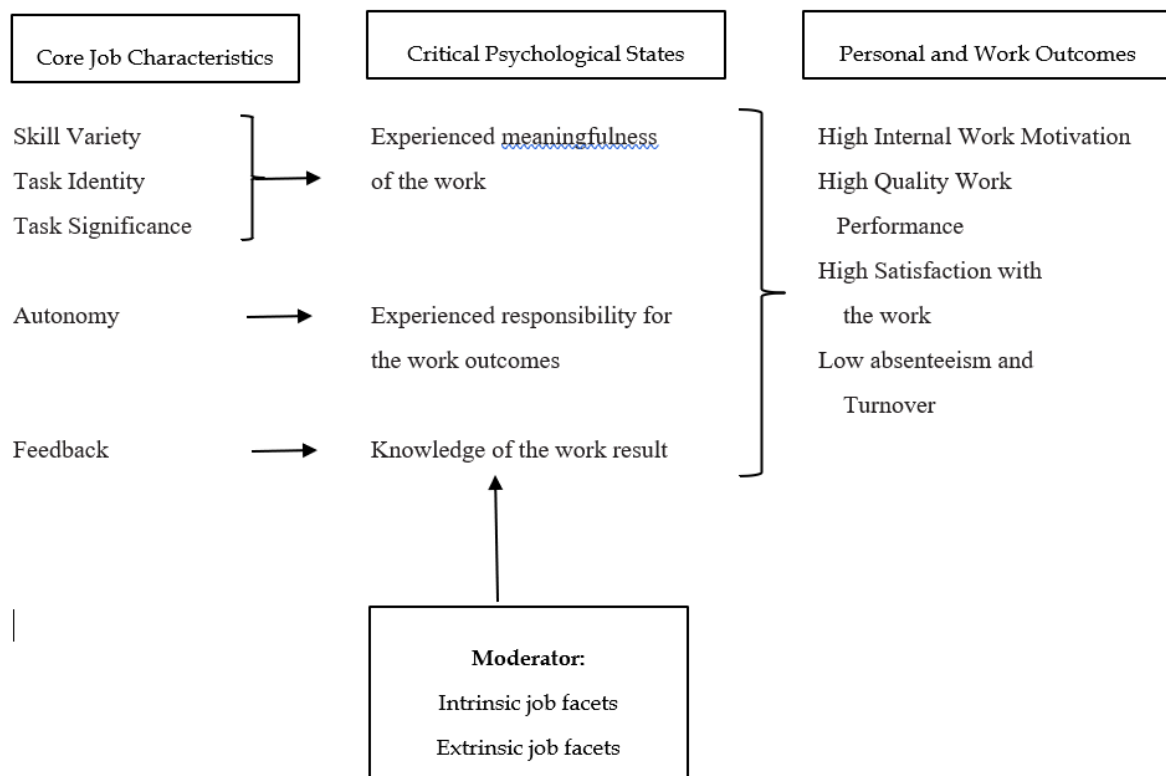 Core Job Characteristics
Critical Psychological States
Personal and Work Outcomes
Skill Variety
Task Identity
Task Significance
Experienced meaningfulness
of the work
High Internal Work Motivation
High Quality Work
Performance
High Satisfaction with
the work
Low absenteeism and
Turnover
Autonomy
Experienced responsibility for
the work outcomes
Feedback
Knowledge of the work result
Moderator:
Intrinsic job facets
Extrinsic job facets